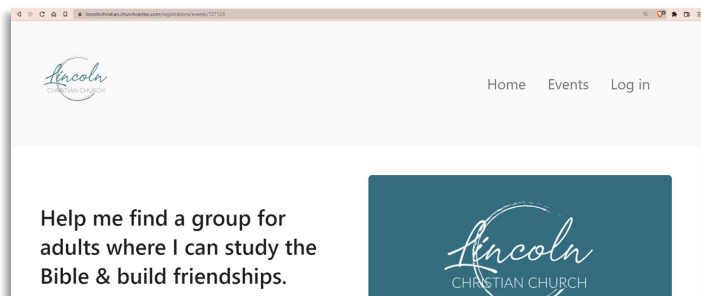 lincolnchristian.churchcenter.com/registrations/events/727123
Lincoln
CHRISTIAN CHURCH
Home Events Log in
Help me find a group for
adults where I can study the
Bible & build friendships.
Lincoln
CHRISTIAN CHURCH